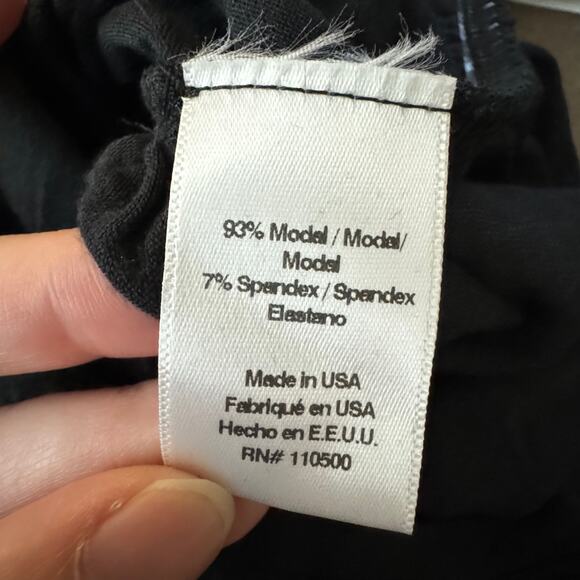 93% Modal / Modal/
Modal
7% Spandex / Spandex
Elastano
Made in USA
Fabriqué en USA
Hecho en E.E.U.U.
RN# 110500